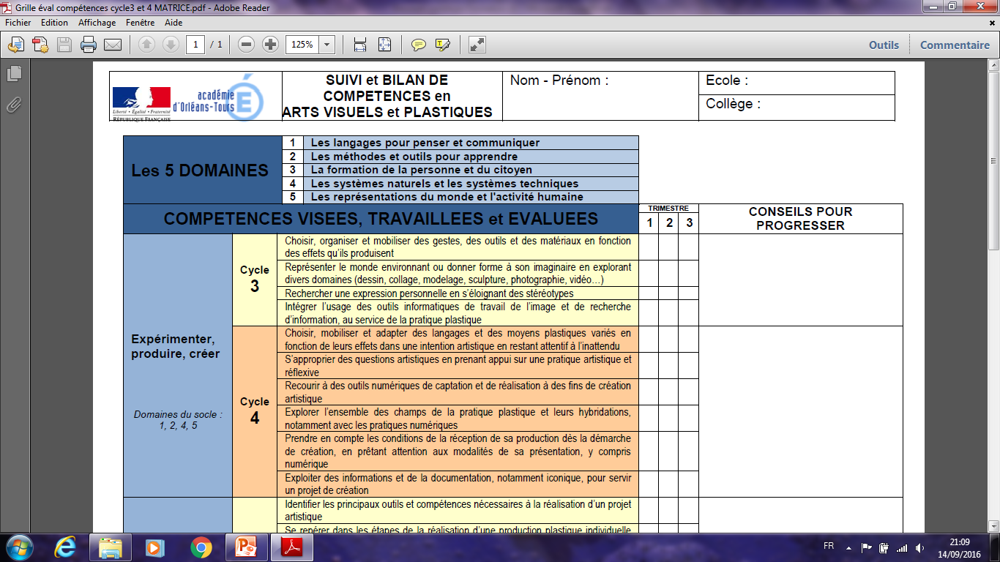 Grille éval compétences cycle3 et 4 MATRICE.pdf - Adobe Reader
Fichier Edition Affichage Fenêtre Aide
1 / 1 125% Outils Commentaire
Liberté • Égalité • Fraternité
RÉPUBLIQUE FRANÇAISE
académie
d'Orléans-Tours
SUIVI et BILAN DE
COMPETENCES en
ARTS VISUELS et PLASTIQUES
Nom - Prénom :
Ecole :
Collège :
Les 5 DOMAINES
1 Les langages pour penser et communiquer
2 Les méthodes et outils pour apprendre
3 La formation de la personne et du citoyen
4 Les systèmes naturels et les systèmes techniques
5 Les représentations du monde et l'activité humaine
COMPETENCES VISEES, TRAVAILLEES et EVALUEES
TRIMESTRE
1 2 3
CONSEILS POUR
PROGRESSER
Expérimenter,
produire, créer
Domaines du socle :
1, 2, 4, 5
Cycle
3
Choisir, organiser et mobiliser des gestes, des outils et des matériaux en fonction
des effets qu'ils produisent
Représenter le monde environnant ou donner forme à son imaginaire en explorant
divers domaines (dessin, collage, modelage, sculpture, photographie, vidéo…)
Rechercher une expression personnelle en s'éloignant des stéréotypes
Intégrer l'usage des outils informatiques de travail de l'image et de recherche
d'information, au service de la pratique plastique
Cycle
4
Choisir, mobiliser et adapter des langages et des moyens plastiques variés en
fonction de leurs effets dans une intention artistique en restant attentif à l'inattendu
S'approprier des questions artistiques en prenant appui sur une pratique artistique et
réflexive
Recourir à des outils numériques de captation et de réalisation à des fins de création
artistique
Explorer l'ensemble des champs de la pratique plastique et leurs hybridations,
notamment avec les pratiques numériques
Prendre en compte les conditions de la réception de sa production dès la démarche
de création, en prêtant attention aux modalités de sa présentation, y compris
numérique
Exploiter des informations et de la documentation, notamment iconique, pour servir
un projet de création
Identifier les principaux outils et compétences nécessaires à la réalisation d'un projet
artistique
Se repérer dans les étapes de la réalisation d'une production plastique individuelle
FR
21:09
14/09/2016